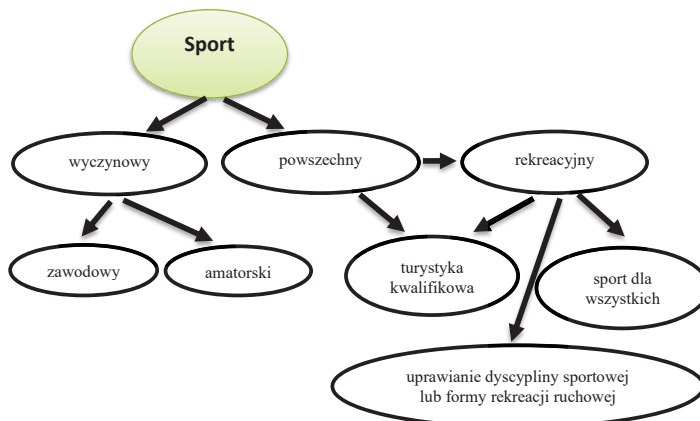 Sport
wyczynowy
powszechny
rekreacyjny
zawodowy
amatorski
turystyka
kwalifikowa
sport dla
wszystkich
uprawianie dyscypliny sportowej
lub formy rekreacji ruchowej